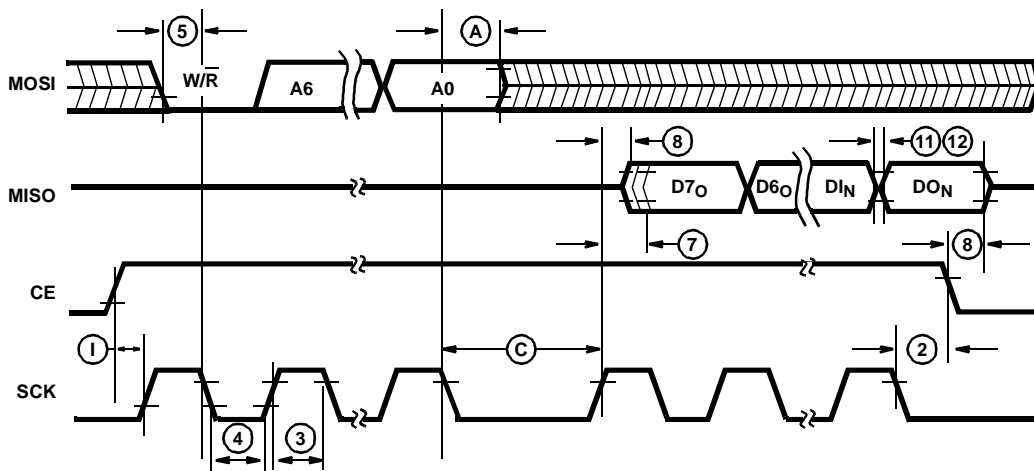 5 A
MOSI W/R̅ A6 A0
8 11 12
MISO D7O D6O DIN DON
7 8
CE
I C 2
SCK
4 3